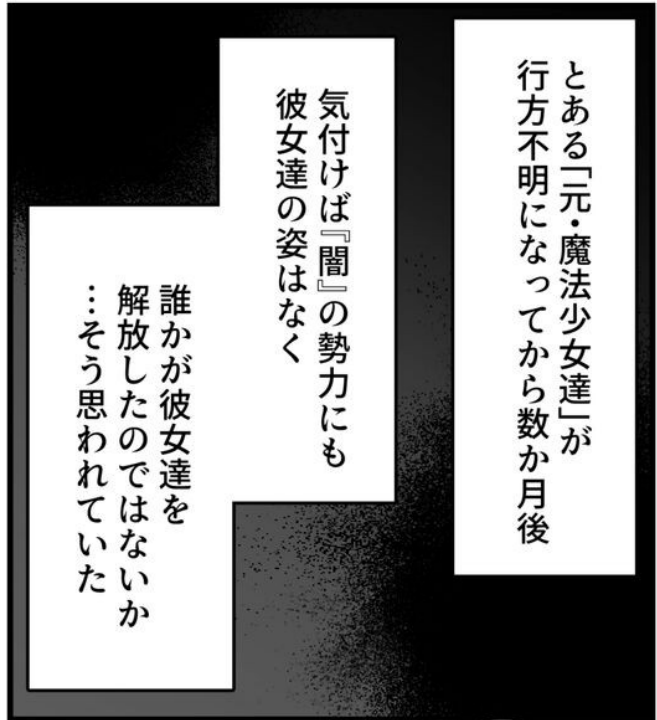 とある「元・魔法少女達」が
行方不明になってから数か月後
気付けば『闇』の勢力にも
彼女達の姿はなく
誰かが彼女達を
解放したのではないか
…そう思われていた